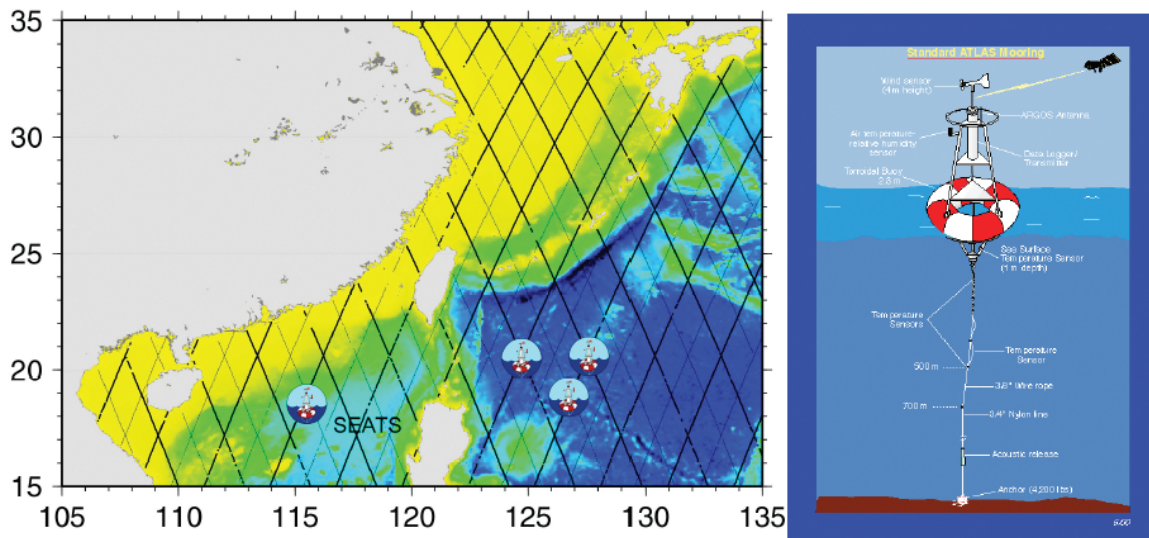 35
30
25
20
15
105
110
115
120
125
130
135
SEATS
Standard ATLAS Mooring
Wind sensor
(4m height)
ARGOS Antenna
Air temperature-
relative humidity
sensor
Data Logger/
Transmitter
Torroidal Buoy
2.3 m
Sea Surface
Temperature Sensor
(1 m depth)
Temperature
Sensors
Temperature
Sensor
500 m
3/8" Wire rope
700 m
3/4" Nylon line
Acoustic release
Anchor (4,200 lbs)